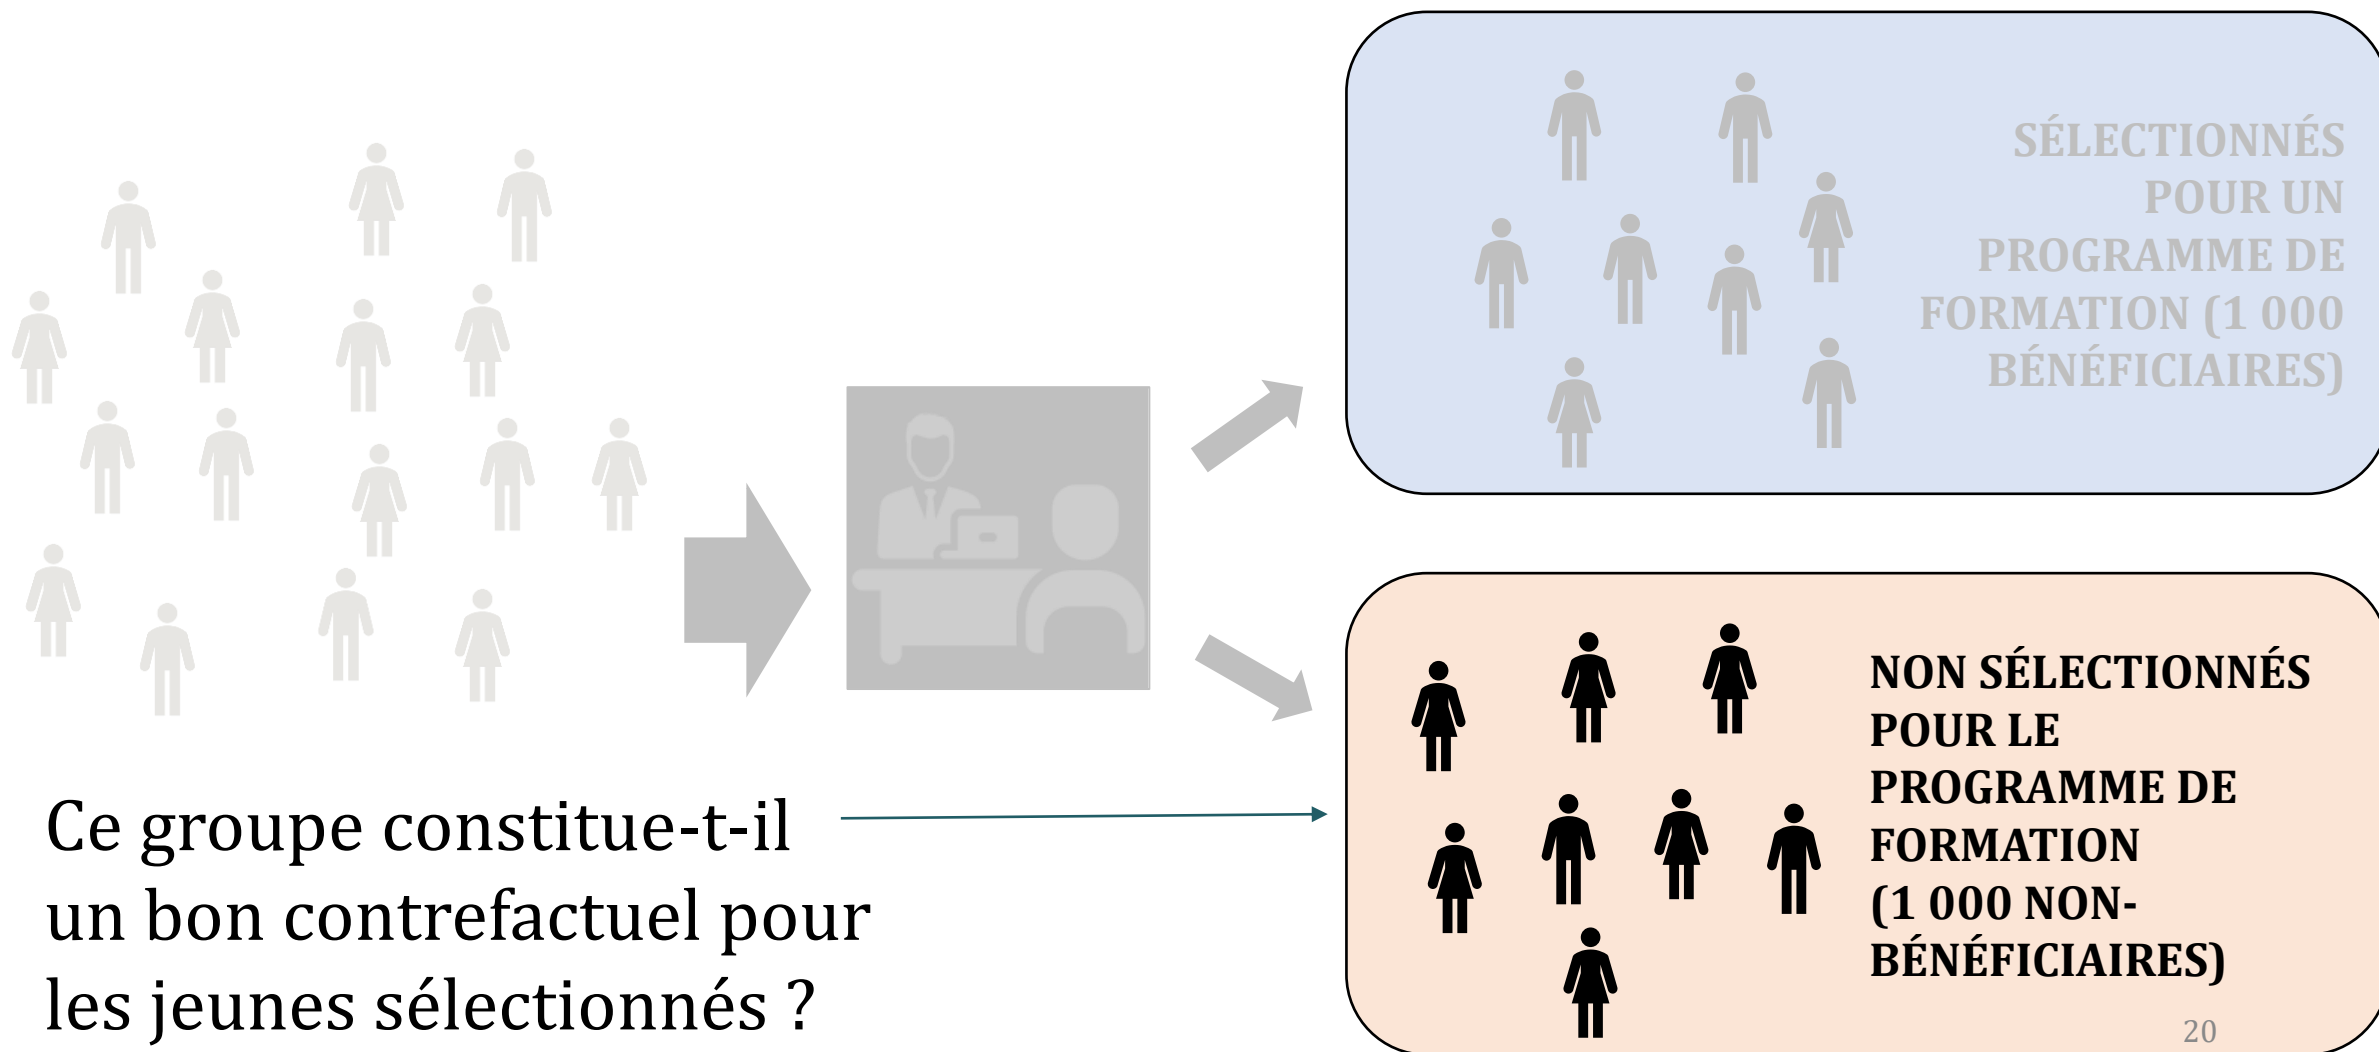 SÉLECTIONNÉS
POUR UN
PROGRAMME DE
FORMATION (1 000
BÉNÉFICIAIRES)
NON SÉLECTIONNÉS
POUR LE
PROGRAMME DE
FORMATION
(1 000 NON-
BÉNÉFICIAIRES)
Ce groupe constitue-t-il
un bon contrefactuel pour
les jeunes sélectionnés ?
20